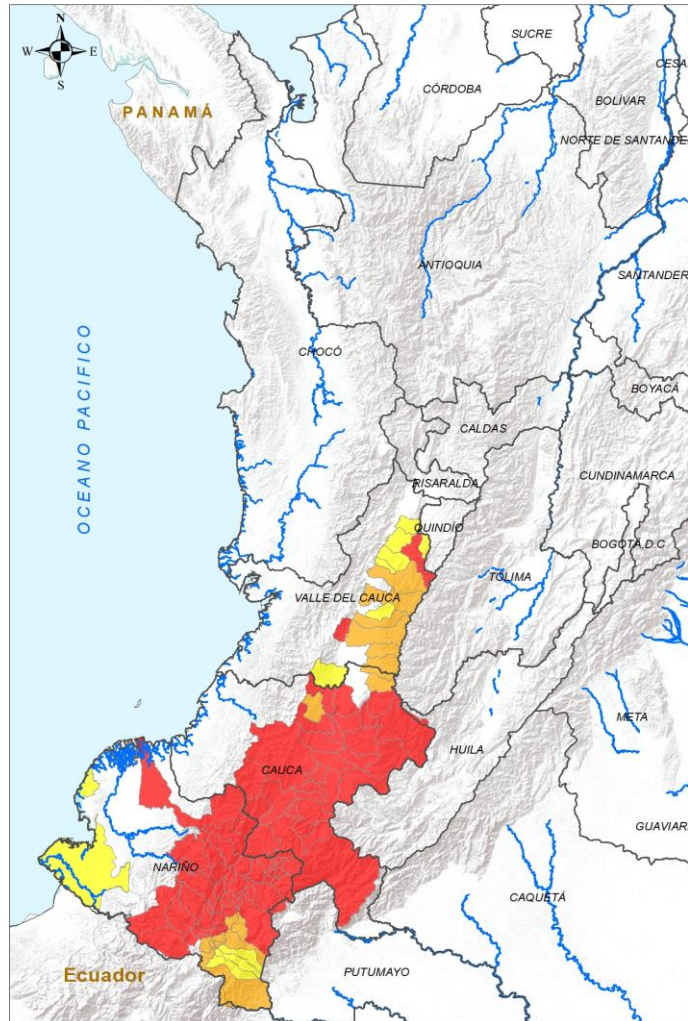 N
W E
S
SUCRE
CESA
CÓRDOBA
BOLÍVAR
PANAMÁ
NORTE DE SANTANDER
ANTIOQUIA
SANTANDER
OCEANO PACIFICO
CHOCÓ
BOYACÁ
CALDAS
CUNDINAMARCA
RISARALDA
QUINDÍO
BOGOTÁ,D.C
TOLIMA
VALLE DEL CAUCA
META
HUILA
CAUCA
GUAVIAR
NARIÑO
CAQUETÁ
Ecuador
PUTUMAYO